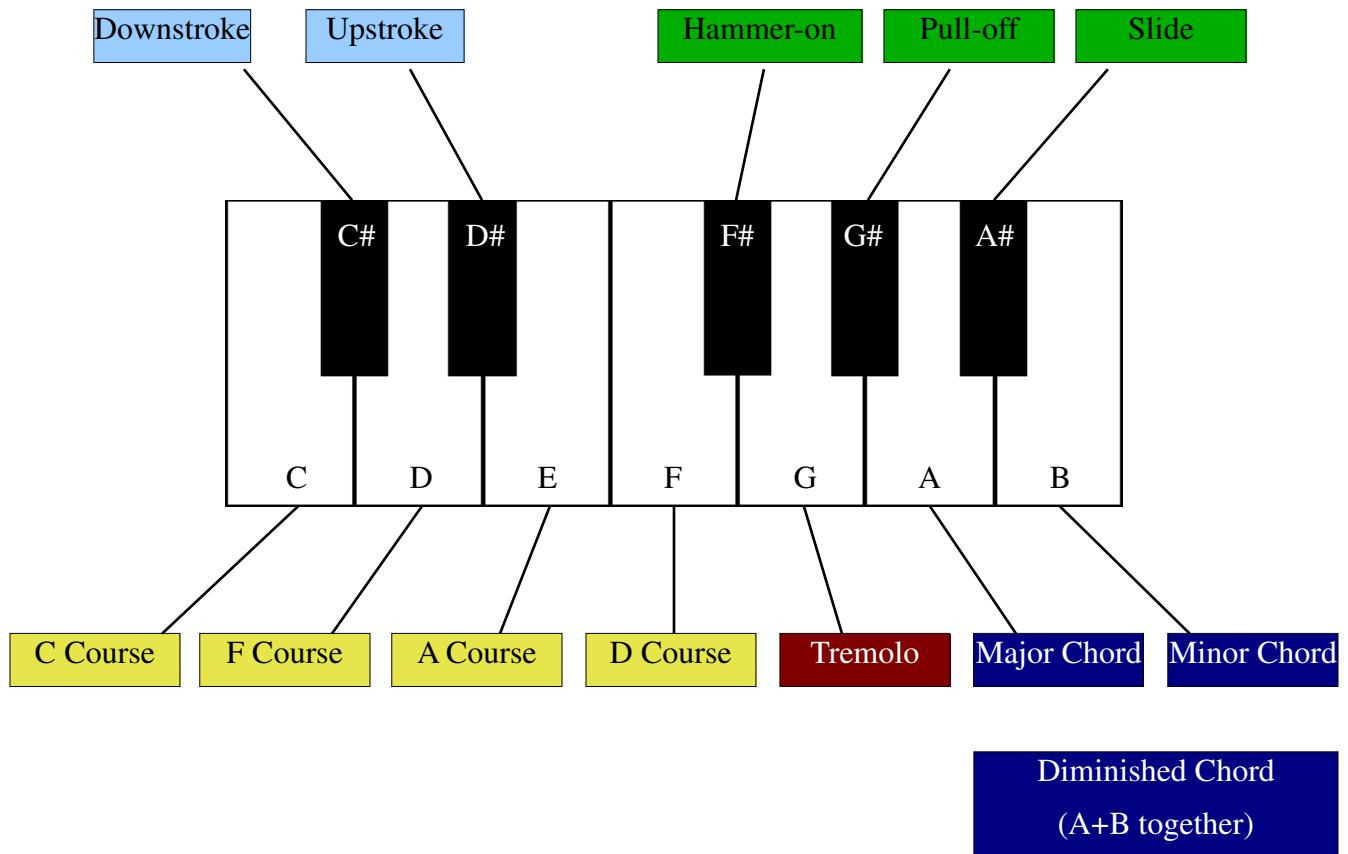 Downstroke
Upstroke
Hammer-on
Pull-off
Slide
C#
D#
F#
G#
A#
C
D
E
F
G
A
B
C Course
F Course
A Course
D Course
Tremolo
Major Chord
Minor Chord
Diminished Chord
(A+B together)